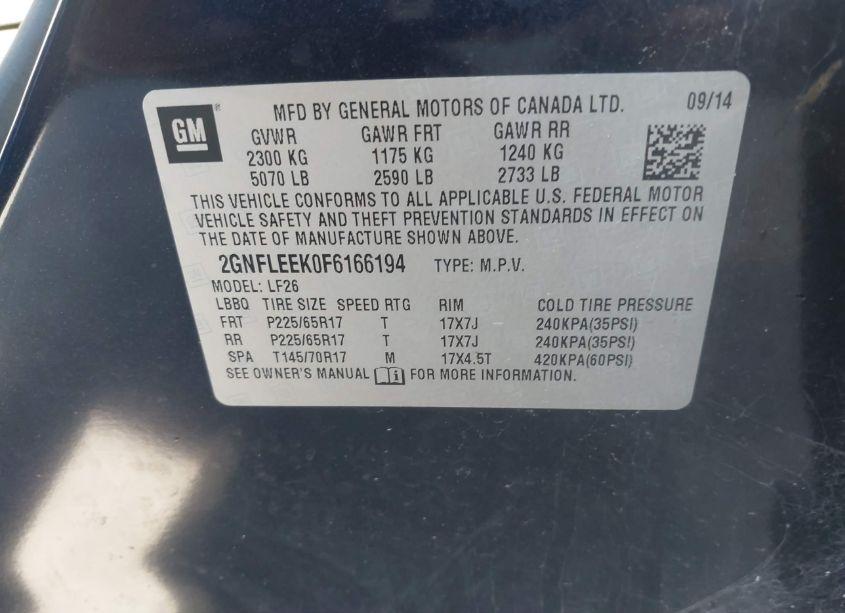 GM ® MFD BY GENERAL MOTORS OF CANADA LTD. 09/14
GVWR GAWR FRT GAWR RR
2300 KG 1175 KG 1240 KG
5070 LB 2590 LB 2733 LB
THIS VEHICLE CONFORMS TO ALL APPLICABLE U.S. FEDERAL MOTOR
VEHICLE SAFETY AND THEFT PREVENTION STANDARDS IN EFFECT ON
THE DATE OF MANUFACTURE SHOWN ABOVE.
2GNFLEEK0F6166194 TYPE: M.P.V.
MODEL: LF26
LBBQ TIRE SIZE SPEED RTG RIM COLD TIRE PRESSURE
FRT P225/65R17 T 17X7J 240KPA(35PSI)
RR P225/65R17 T 17X7J 240KPA(35PSI)
SPA T145/70R17 M 17X4.5T 420KPA(60PSI)
SEE OWNER'S MANUAL FOR MORE INFORMATION.